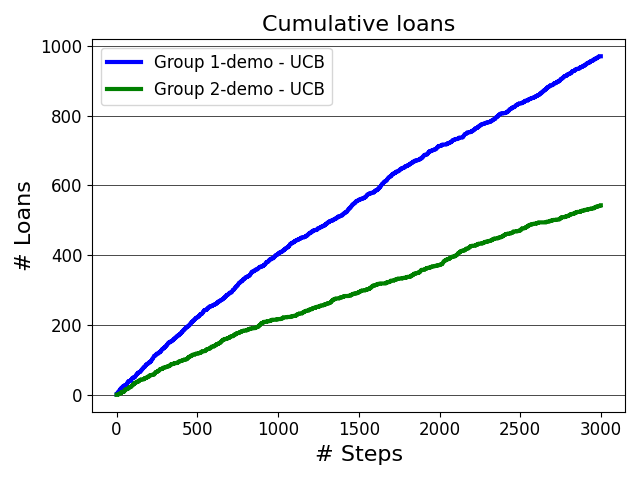 Cumulative loans
Group 1-demo - UCB
Group 2-demo - UCB
1000
800
600
400
200
0
# Loans
0 500 1000 1500 2000 2500 3000
# Steps